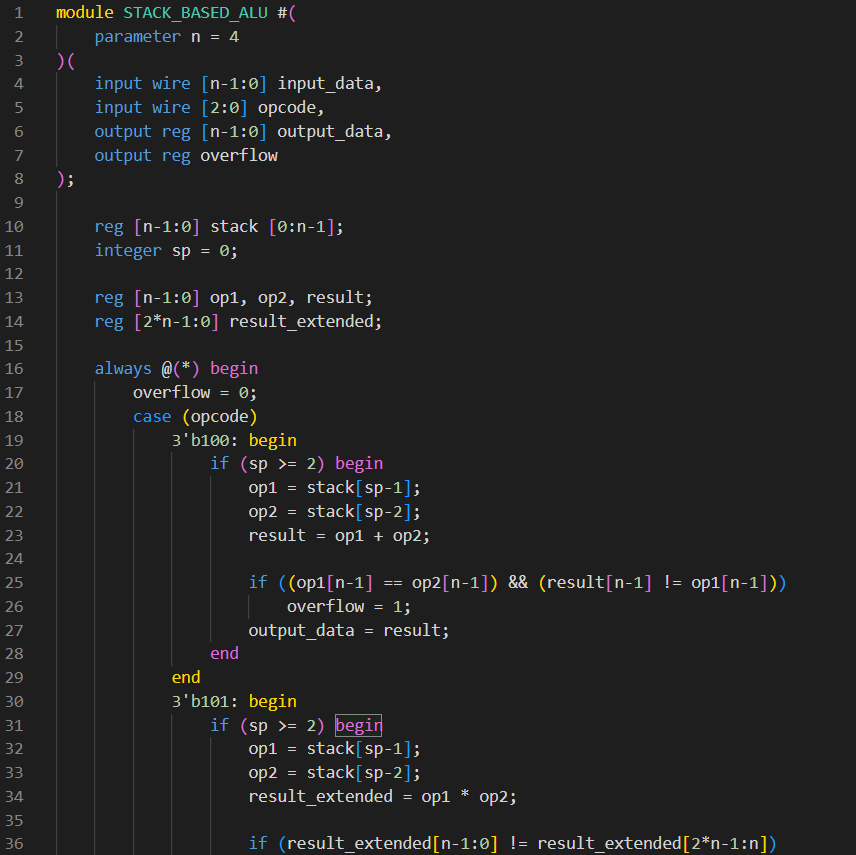 1 module STACK_BASED_ALU #(
2 parameter n = 4
3 )(
4 input wire [n-1:0] input_data,
5 input wire [2:0] opcode,
6 output reg [n-1:0] output_data,
7 output reg overflow
8 );
9
10 reg [n-1:0] stack [0:n-1];
11 integer sp = 0;
12
13 reg [n-1:0] op1, op2, result;
14 reg [2*n-1:0] result_extended;
15
16 always @(*) begin
17 overflow = 0;
18 case (opcode)
19 3'b100: begin
20 if (sp >= 2) begin
21 op1 = stack[sp-1];
22 op2 = stack[sp-2];
23 result = op1 + op2;
24
25 if ((op1[n-1] == op2[n-1]) && (result[n-1] != op1[n-1]))
26 overflow = 1;
27 output_data = result;
28 end
29 end
30 3'b101: begin
31 if (sp >= 2) begin
32 op1 = stack[sp-1];
33 op2 = stack[sp-2];
34 result_extended = op1 * op2;
35
36 if (result_extended[n-1:0] != result_extended[2*n-1:n])